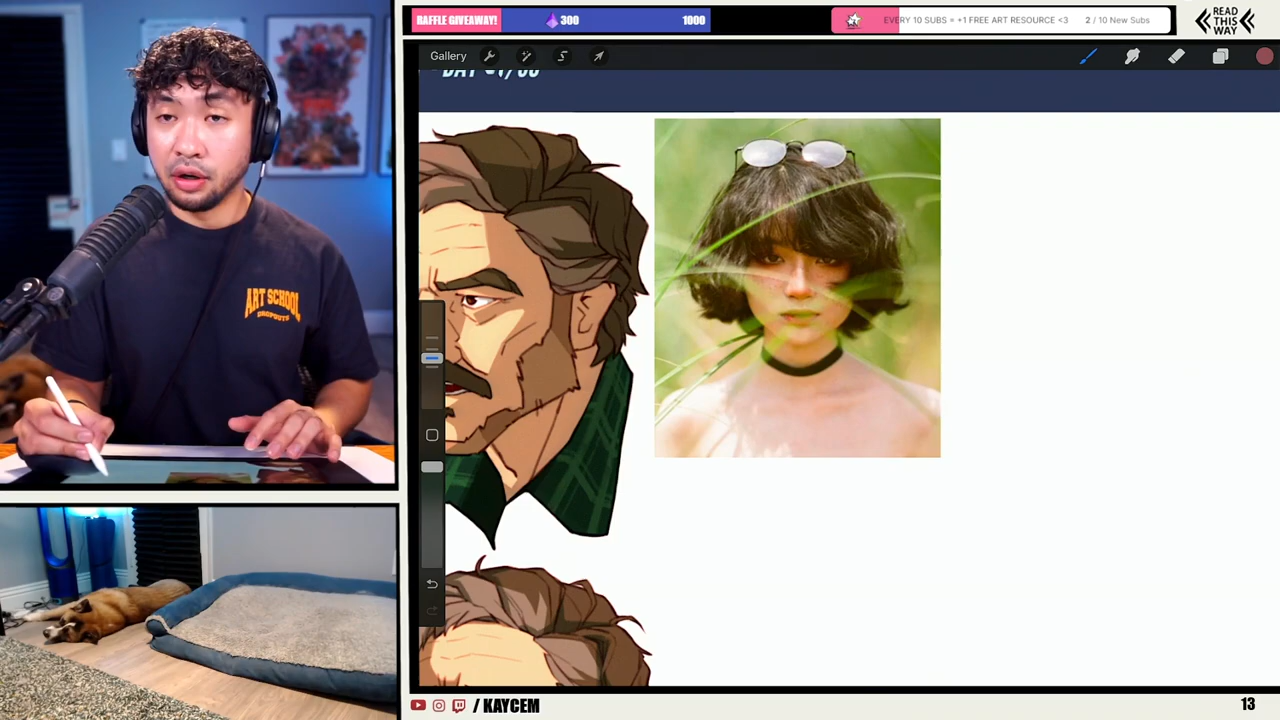 RAFFLE GIVEAWAY!
300
1000
EVERY 10 SUBS = +1 FREE ART RESOURCE <3
2 / 10 New Subs
READ
THIS
WAY
Gallery
ART SCHOOL
DROPOUTS
/ KAYCEM
13